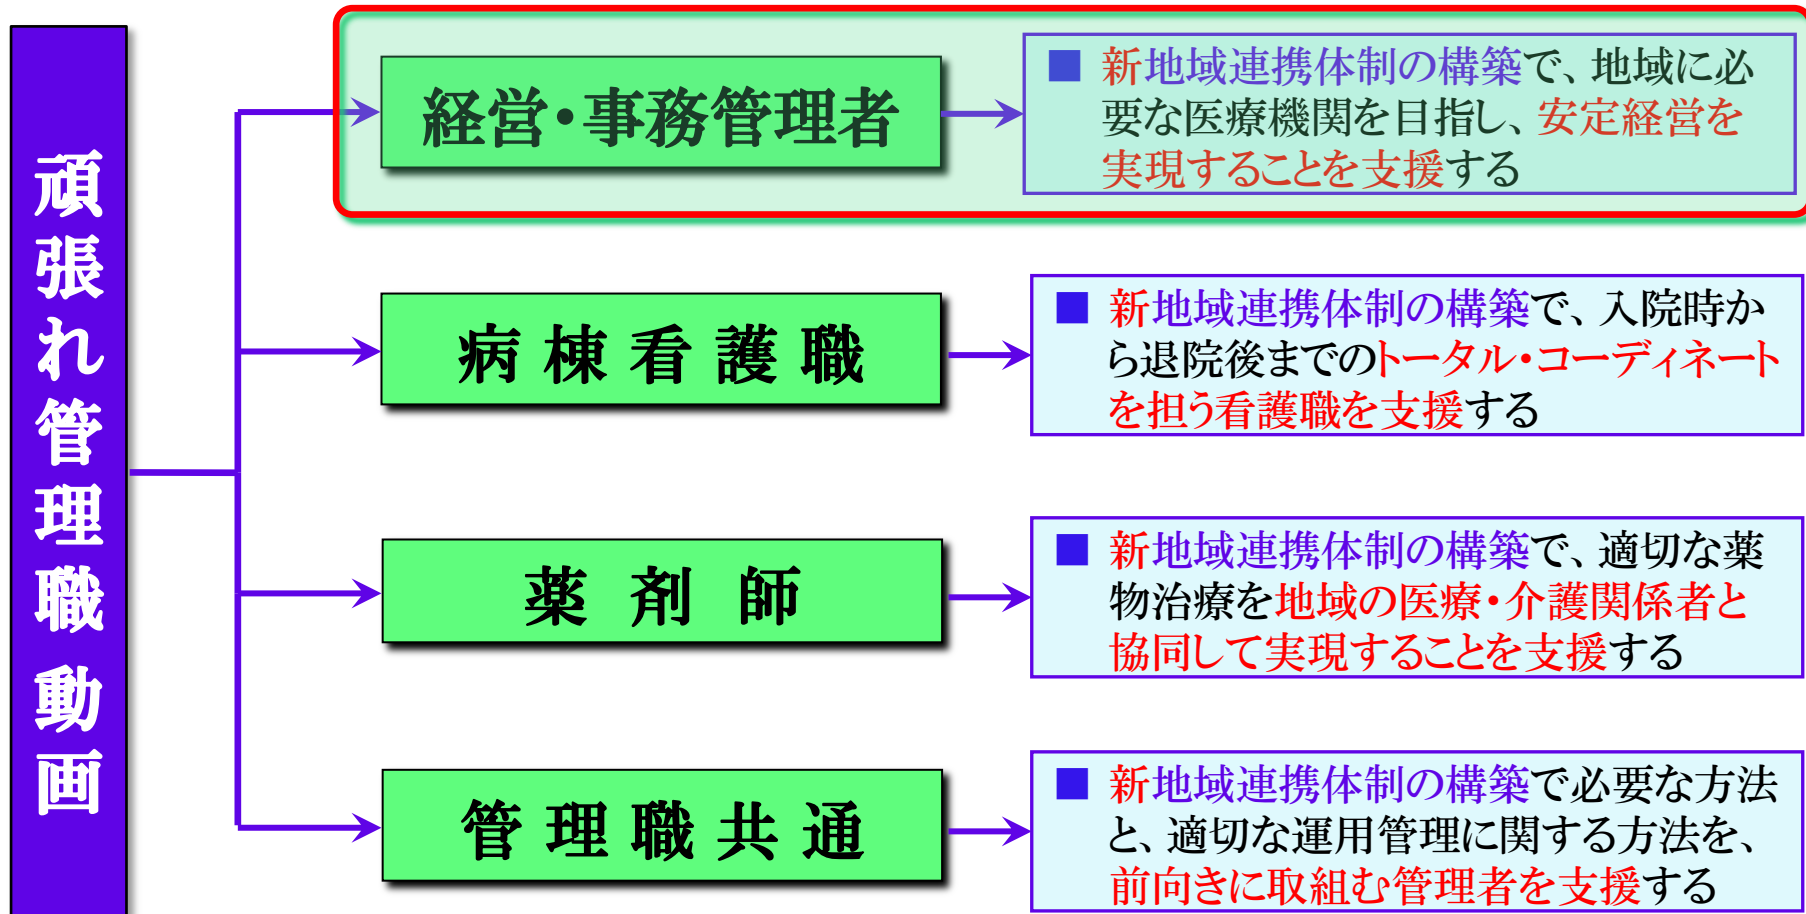 頑張れ管理職 動画
経営・事務管理者
■ 新地域連携体制の構築で、地域に必
要な医療機関を目指し、安定経営を
実現することを支援する
病棟看護職
■ 新地域連携体制の構築で、入院時か
ら退院後までのトータル・コーディネート
を担う看護職を支援する
薬剤師
■ 新地域連携体制の構築で、適切な薬
物治療を地域の医療・介護関係者と
協同して実現することを支援する
管理職共通
■ 新地域連携体制の構築で必要な方法
と、適切な運用管理に関する方法を、
前向きに取組む管理者を支援する